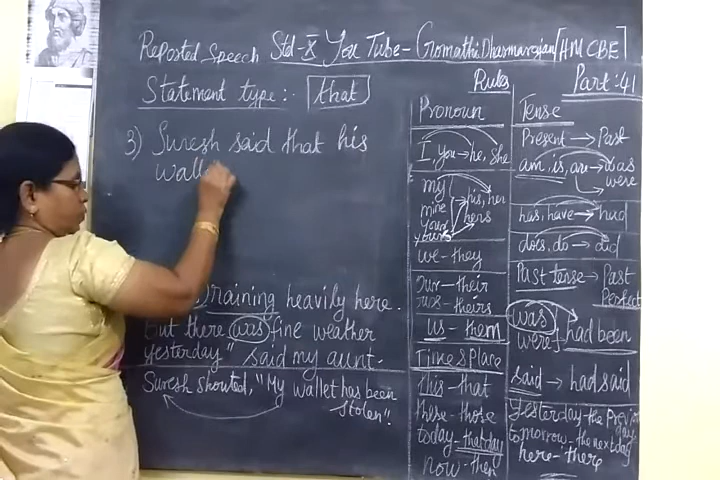 Reported Speech Std-X You Tube- Gomathi Dharmarajan [HM CBE]
Statement type:- that
3) Suresh said that his
walle
raining heavily here.
But there was fine weather
yesterday" said my aunt.
Suresh shouted, "My wallet has been
stolen".
Rules
Pronoun
I, you → he, she
my
mine
your
yours
his, her
hers
we - they
our - their
ours - theirs
us - them
Time & Place
this - that
these - those
today - that day
now - then
Part:41
Tense
Present → Past
am, is, are → was
were
has, have → had
does, do → did
Past tense → Past
Perfect
was
were
had been
said → had said
Yesterday - the Previous
day
tomorrow - the next day
here - there